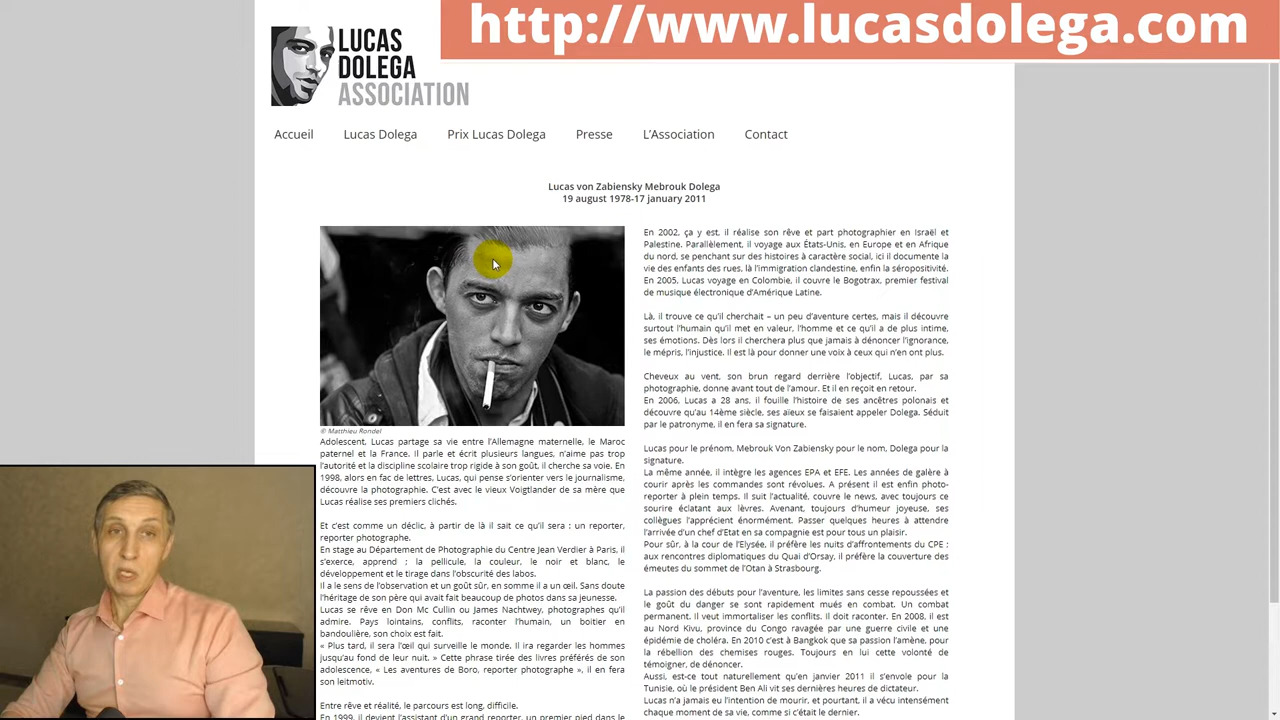 http://www.lucasdolega.com
LUCAS
DOLEGA
ASSOCIATION
Accueil Lucas Dolega Prix Lucas Dolega Presse L'Association Contact
Lucas von Zabiensky Mebrouk Dolega
19 august 1978-17 january 2011
© Matthieu Rondel
Adolescent, Lucas partage sa vie entre l'Allemagne maternelle, le Maroc
paternel et la France. Il parle et écrit plusieurs langues, n'aime pas trop
l'autorité et la discipline scolaire trop rigide à son goût, il cherche sa voie. En
1998, alors en fac de lettres, Lucas, qui pense s'orienter vers le journalisme,
découvre la photographie. C'est avec le vieux Voigtlander de sa mère que
Lucas réalise ses premiers clichés.
Et c'est comme un déclic, à partir de là il sait ce qu'il sera : un reporter,
reporter photographe.
En stage au Département de Photographie du Centre Jean Verdier à Paris, il
s'exerce, apprend : la pellicule, la couleur, le noir et blanc, le
développement et le tirage dans l'obscurité des labos.
Il a le sens de l'observation et un goût sûr, en somme il a un œil. Sans doute
l'héritage de son père qui avait fait beaucoup de photos dans sa jeunesse.
Lucas se rêve en Don Mc Cullin ou James Nachtwey, photographes qu'il
admire. Pays lointains, conflits, raconter l'humain, un boitier en
bandoulière, son choix est fait.
« Plus tard, il sera l'œil qui surveille le monde. Il ira regarder les hommes
jusqu'au fond de leur nuit. » Cette phrase tirée des livres préférés de son
adolescence, « Les aventures de Boro, reporter photographe », il en fera
son leitmotiv.
Entre rêve et réalité, le parcours est long, difficile.
En 1999, il devient l'assistant d'un grand reporter, un premier pied dans le
En 2002, ça y est, il réalise son rêve et part photographier en Israël et
Palestine. Parallèlement, il voyage aux États-Unis, en Europe et en Afrique
du nord, se penchant sur des histoires à caractère social, ici il documente la
vie des enfants des rues, là l'immigration clandestine, enfin la séropositivité.
En 2005, Lucas voyage en Colombie, il couvre le Bogotrax, premier festival
de musique électronique d'Amérique Latine.
Là, il trouve ce qu'il cherchait – un peu d'aventure certes, mais il découvre
surtout l'humain qu'il met en valeur, l'homme et ce qu'il a de plus intime,
ses émotions. Dès lors il cherchera plus que jamais à dénoncer l'ignorance,
le mépris, l'injustice. Il est là pour donner une voix à ceux qui n'en ont plus.
Cheveux au vent, son brun regard derrière l'objectif, Lucas, par sa
photographie, donne avant tout de l'amour. Et il en reçoit en retour.
En 2006, Lucas a 28 ans, il fouille l'histoire de ses ancêtres polonais et
découvre qu'au 14ème siècle, ses aïeux se faisaient appeler Dolega. Séduit
par le patronyme, il en fera sa signature.
Lucas pour le prénom, Mebrouk Von Zabiensky pour le nom, Dolega pour la
signature.
La même année, il intègre les agences EPA et EFE. Les années de galère à
courir après les commandes sont révolues. A présent il est enfin photo-
reporter à plein temps. Il suit l'actualité, couvre le news, avec toujours ce
sourire éclatant aux lèvres. Avenant, toujours d'humeur joyeuse, ses
collègues l'apprécient énormément. Passer quelques heures à attendre
l'arrivée d'un chef d'Etat en sa compagnie est pour tous un plaisir.
Pour sûr, à la cour de l'Elysée, il préfère les nuits d'affrontements du CPE ;
aux rencontres diplomatiques du Quai d'Orsay, il préfère la couverture des
émeutes du sommet de l'Otan à Strasbourg.
La passion des débuts pour l'aventure, les limites sans cesse repoussées et
le goût du danger se sont rapidement mués en combat. Un combat
permanent. Il veut immortaliser les conflits. Il doit raconter. En 2008, il est
au Nord Kivu, province du Congo ravagée par une guerre civile et une
épidémie de choléra. En 2010 c'est à Bangkok que sa passion l'amène, pour
la rébellion des chemises rouges. Toujours en lui cette volonté de
témoigner, de dénoncer.
Aussi, est-ce tout naturellement qu'en janvier 2011 il s'envole pour la
Tunisie, où le président Ben Ali vit ses dernières heures de dictateur.
Lucas n'a jamais eu l'intention de mourir, et pourtant, il a vécu intensément
chaque moment de sa vie, comme si c'était le dernier.